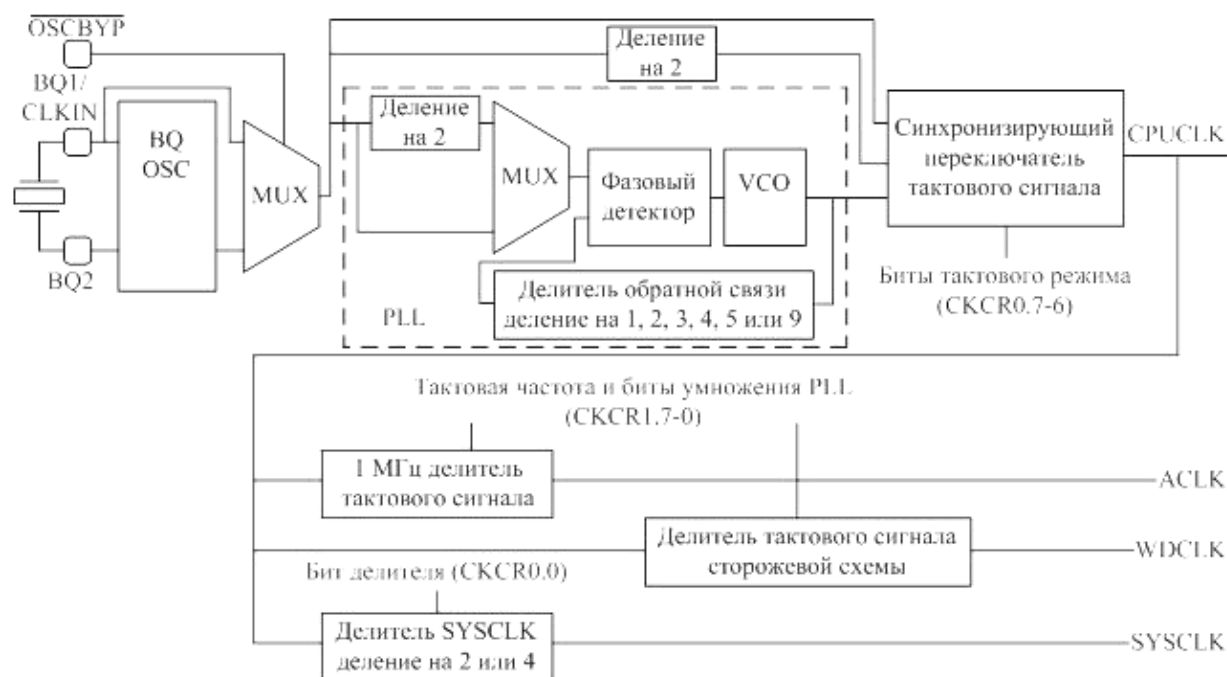 OSCBYP
BQ1/
CLKIN
BQ
OSC
BQ2
MUX
Деление
на 2
Деление
на 2
MUX
Фазовый
детектор
VCO
Делитель обратной связи
деление на 1, 2, 3, 4, 5 или 9
PLL
Синхронизирующий
переключатель
тактового сигнала
CPUCLK
Биты тактового режима
(CKCR0.7-6)
Тактовая частота и биты умножения PLL
(CKCR1.7-0)
1 МГц делитель
тактового сигнала
ACLK
Делитель тактового сигнала
сторожевой схемы
WDCLK
Бит делителя (CKCR0.0)
Делитель SYSCLK
деление на 2 или 4
SYSCLK